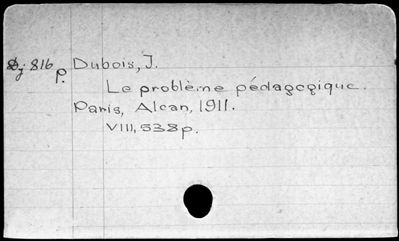 Dj 816 p. Dubois, J.
Le problème pédagogique.
Paris, Alcan, 1911.
VIII, 538 p.